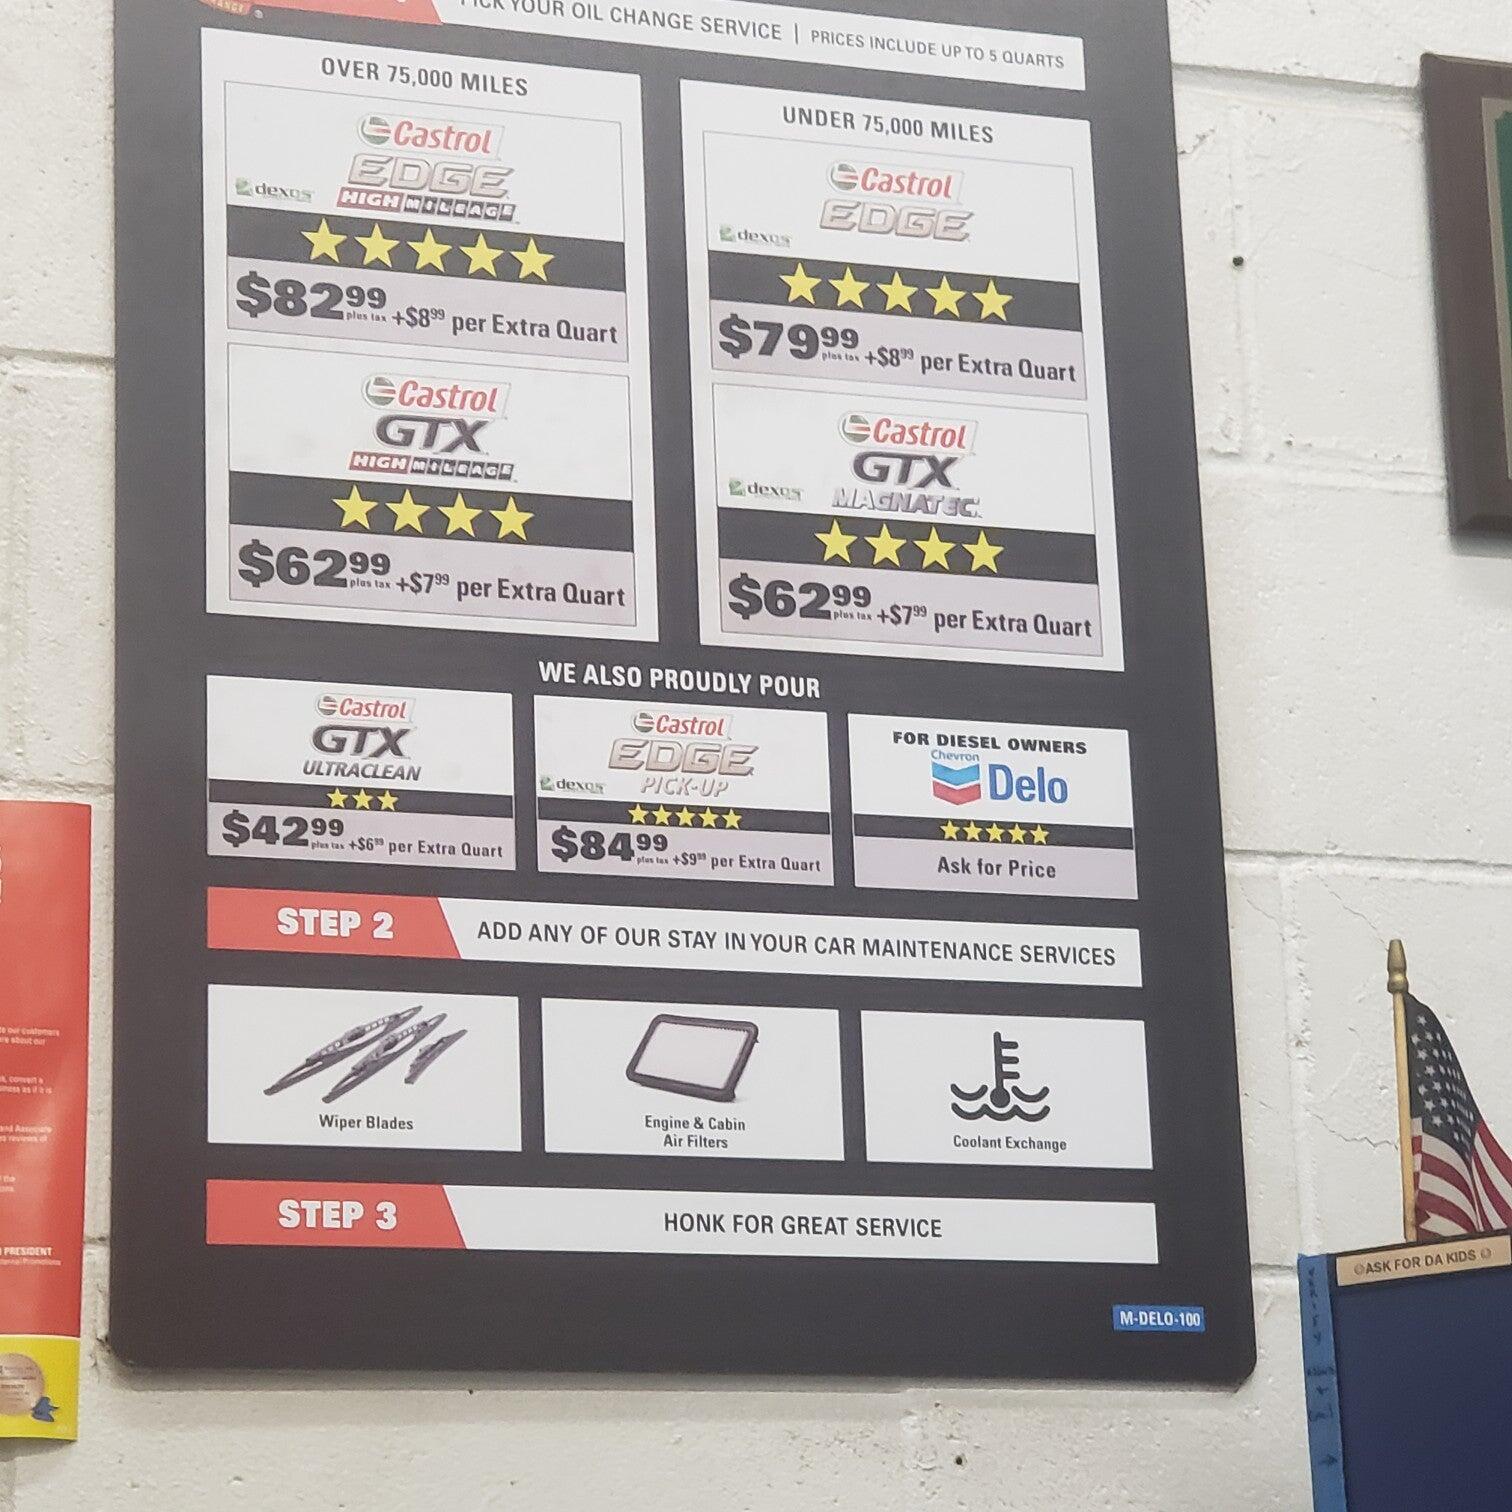 PICK YOUR OIL CHANGE SERVICE | PRICES INCLUDE UP TO 5 QUARTS
OVER 75,000 MILES
Castrol
EDGE
dexos
HIGH MILEAGE
$82.99 plus tax +$8.99 per Extra Quart
Castrol
GTX
HIGH MILEAGE
$62.99 plus tax +$7.99 per Extra Quart
UNDER 75,000 MILES
Castrol
EDGE
dexos
$79.99 plus tax +$8.99 per Extra Quart
Castrol
GTX
dexos
MAGNATEC
$62.99 plus tax +$7.99 per Extra Quart
WE ALSO PROUDLY POUR
Castrol
GTX
ULTRACLEAN
$42.99 plus tax +$6.99 per Extra Quart
Castrol
EDGE
dexos PICK-UP
$84.99 plus tax +$9.99 per Extra Quart
FOR DIESEL OWNERS
Chevron
Delo
Ask for Price
STEP 2 ADD ANY OF OUR STAY IN YOUR CAR MAINTENANCE SERVICES
Wiper Blades
Engine & Cabin
Air Filters
Coolant Exchange
STEP 3 HONK FOR GREAT SERVICE
M-DELO-100
PRESIDENT
ASK FOR DA KIDS